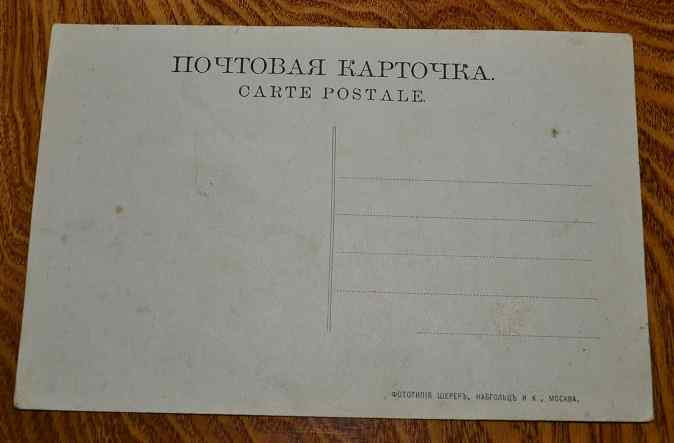 ПОЧТОВАЯ КАРТОЧКА.
CARTE POSTALE.
ФОТОТИПІЯ ШЕРЕРЪ, НАБГОЛЬЦЪ И К., МОСКВА.